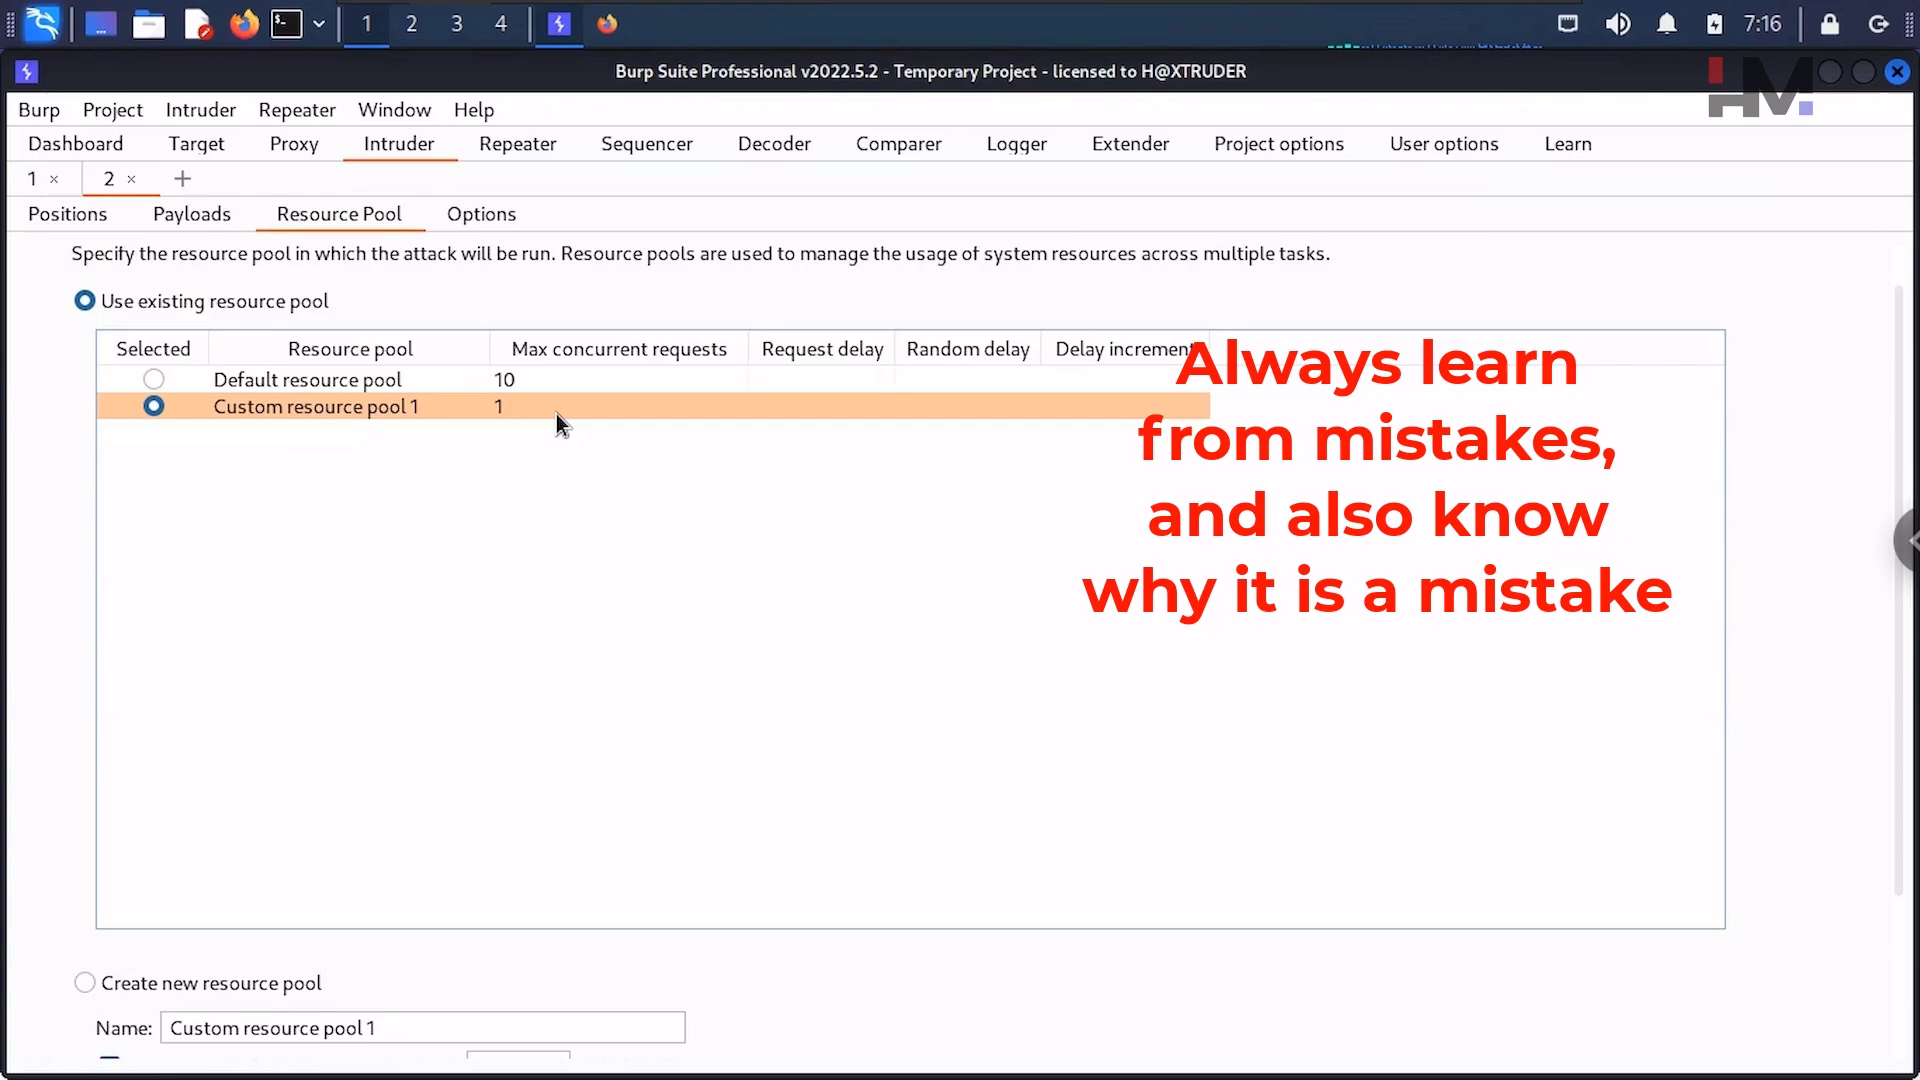 1 2 3 4 7:16
Burp Suite Professional v2022.5.2 - Temporary Project - licensed to H@XTRUDER
HM
Burp Project Intruder Repeater Window Help
Dashboard Target Proxy Intruder Repeater Sequencer Decoder Comparer Logger Extender Project options User options Learn
1 × 2 × +
Positions Payloads Resource Pool Options
Specify the resource pool in which the attack will be run. Resource pools are used to manage the usage of system resources across multiple tasks.
Use existing resource pool
Selected Resource pool Max concurrent requests Request delay Random delay Delay increment
Default resource pool 10
Custom resource pool 1 1
Always learn
from mistakes,
and also know
why it is a mistake
Create new resource pool
Name: Custom resource pool 1